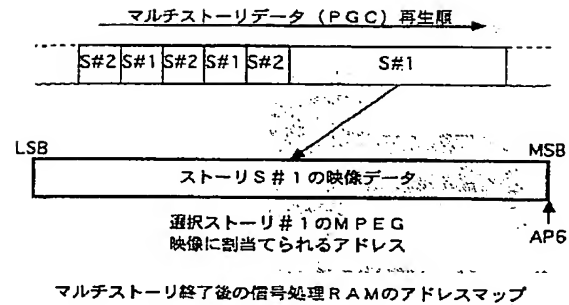 マルチストーリデータ（ＰＧＣ）再生順
S#2 S#1 S#2 S#1 S#2 S#1
LSB MSB
ストーリＳ＃１の映像データ
選択ストーリ＃１のＭＰＥＧ
映像に割当てられるアドレス
AP6
マルチストーリ終了後の信号処理ＲＡＭのアドレスマップ